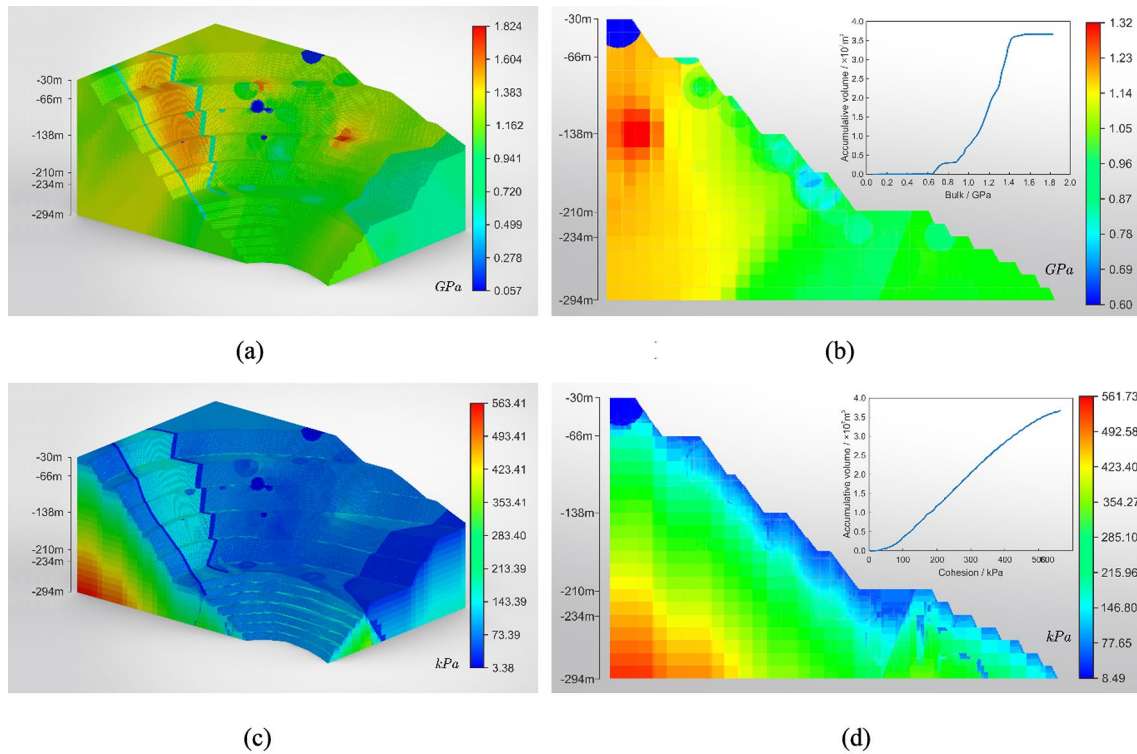 -30m
-66m
-138m
-210m
-234m
-294m
1.824
1.604
1.383
1.162
0.941
0.720
0.499
0.278
0.057
GPa
(a)
-30m
-66m
-138m
-210m
-234m
-294m
Accumulative volume / ×10⁷m³
4.0
3.5
3.0
2.5
2.0
1.5
1.0
0.5
0.0
0.0 0.2 0.4 0.6 0.8 1.0 1.2 1.4 1.6 1.8 2.0
Bulk / GPa
1.32
1.23
1.14
1.05
0.96
0.87
0.78
0.69
0.60
GPa
(b)
-30m
-66m
-138m
-210m
-234m
-294m
563.41
493.41
423.41
353.41
283.40
213.39
143.39
73.39
3.38
kPa
(c)
-30m
-66m
-138m
-210m
-234m
-294m
Accumulative volume / ×10⁷m³
4.0
3.5
3.0
2.5
2.0
1.5
1.0
0.5
0.0
0 100 200 300 400 500 600
Cohesion / kPa
561.73
492.58
423.40
354.27
285.10
215.96
146.80
77.65
8.49
kPa
(d)